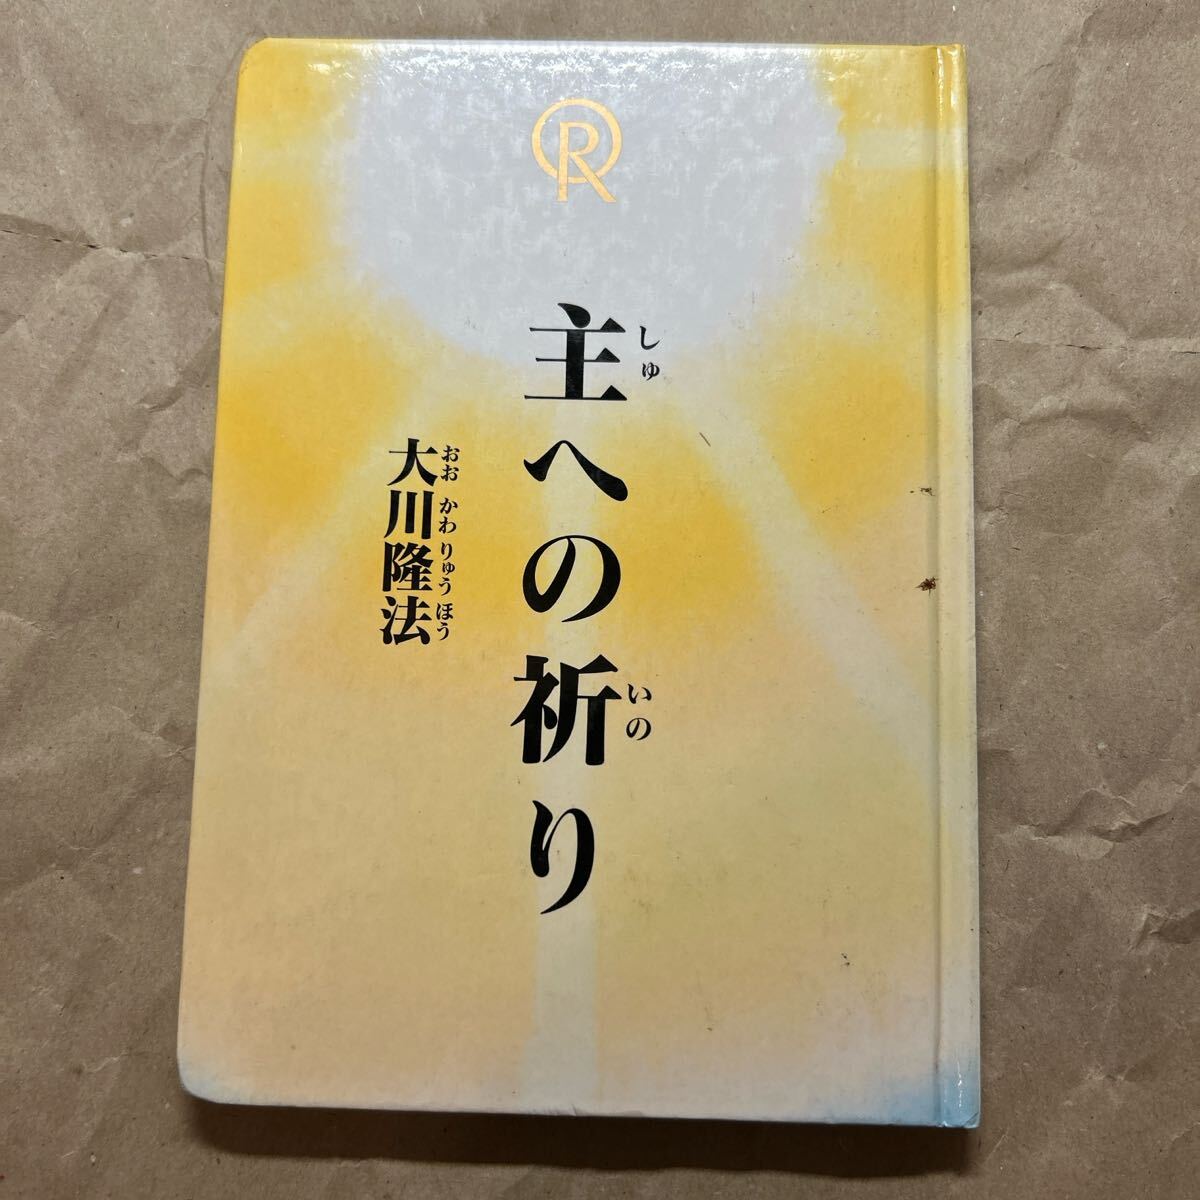 R
主への祈り
しゅ
いの
大川隆法
おおかわりゅうほう